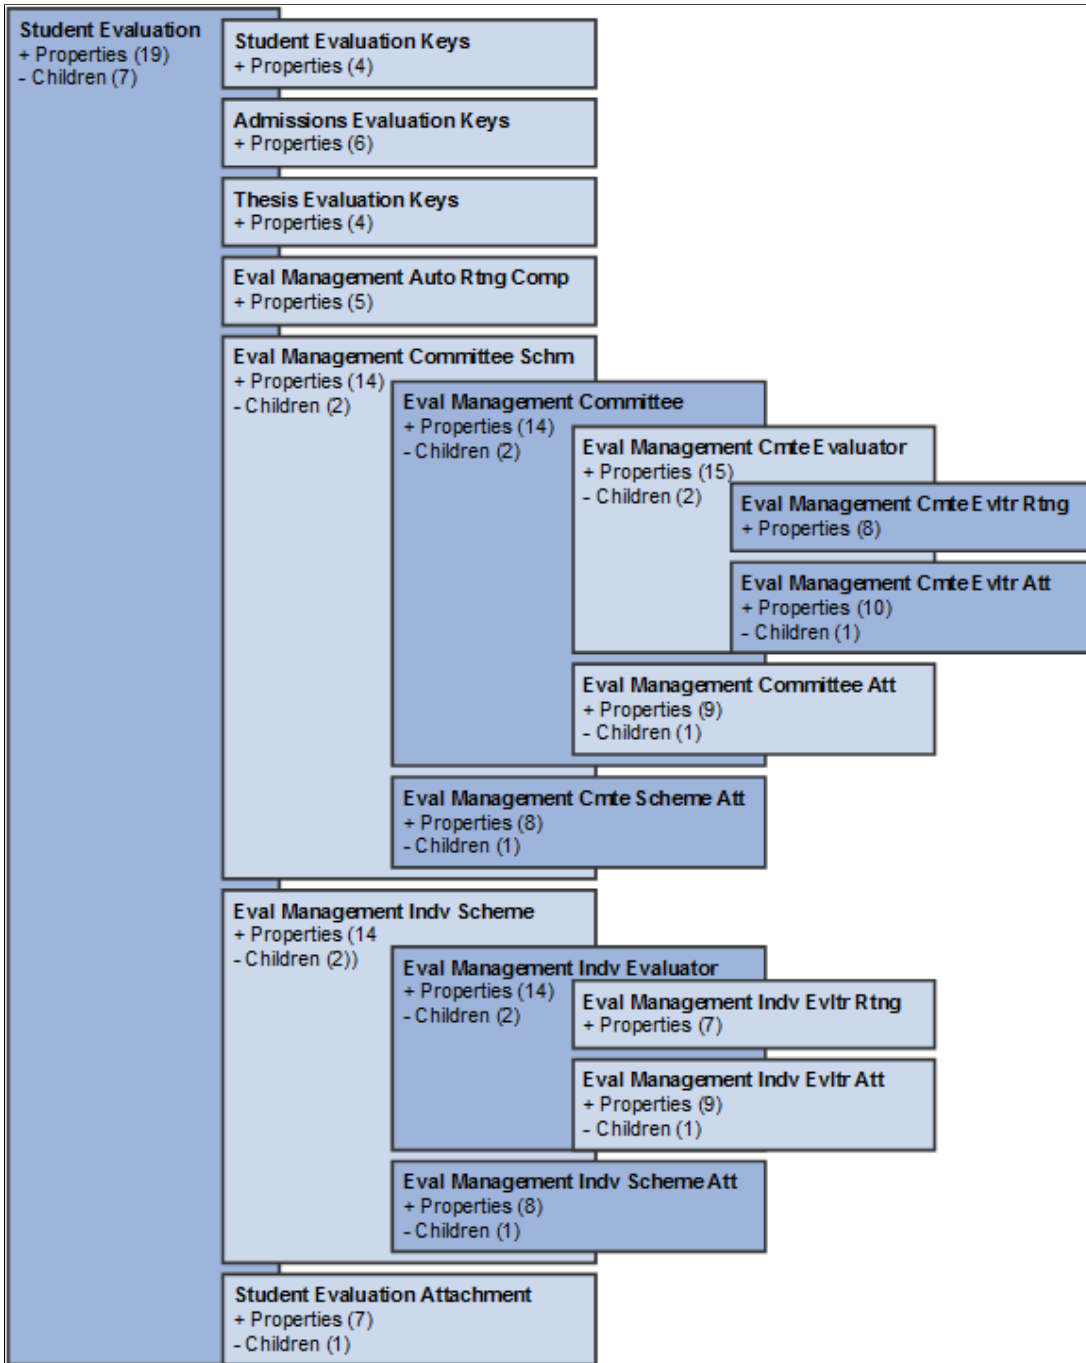 Student Evaluation
+ Properties (19)
- Children (7)
Student Evaluation Keys
+ Properties (4)
Admissions Evaluation Keys
+ Properties (6)
Thesis Evaluation Keys
+ Properties (4)
Eval Management Auto Rtng Comp
+ Properties (5)
Eval Management Committee Schm
+ Properties (14)
- Children (2)
Eval Management Committee
+ Properties (14)
- Children (2)
Eval Management Cmte Evaluator
+ Properties (15)
- Children (2)
Eval Management Cmte Evltr Rtng
+ Properties (8)
Eval Management Cmte Evltr Att
+ Properties (10)
- Children (1)
Eval Management Committee Att
+ Properties (9)
- Children (1)
Eval Management Cmte Scheme Att
+ Properties (8)
- Children (1)
Eval Management Indv Scheme
+ Properties (14
- Children (2))
Eval Management Indv Evaluator
+ Properties (14)
- Children (2)
Eval Management Indv Evltr Rtng
+ Properties (7)
Eval Management Indv Evltr Att
+ Properties (9)
- Children (1)
Eval Management Indv Scheme Att
+ Properties (8)
- Children (1)
Student Evaluation Attachment
+ Properties (7)
- Children (1)